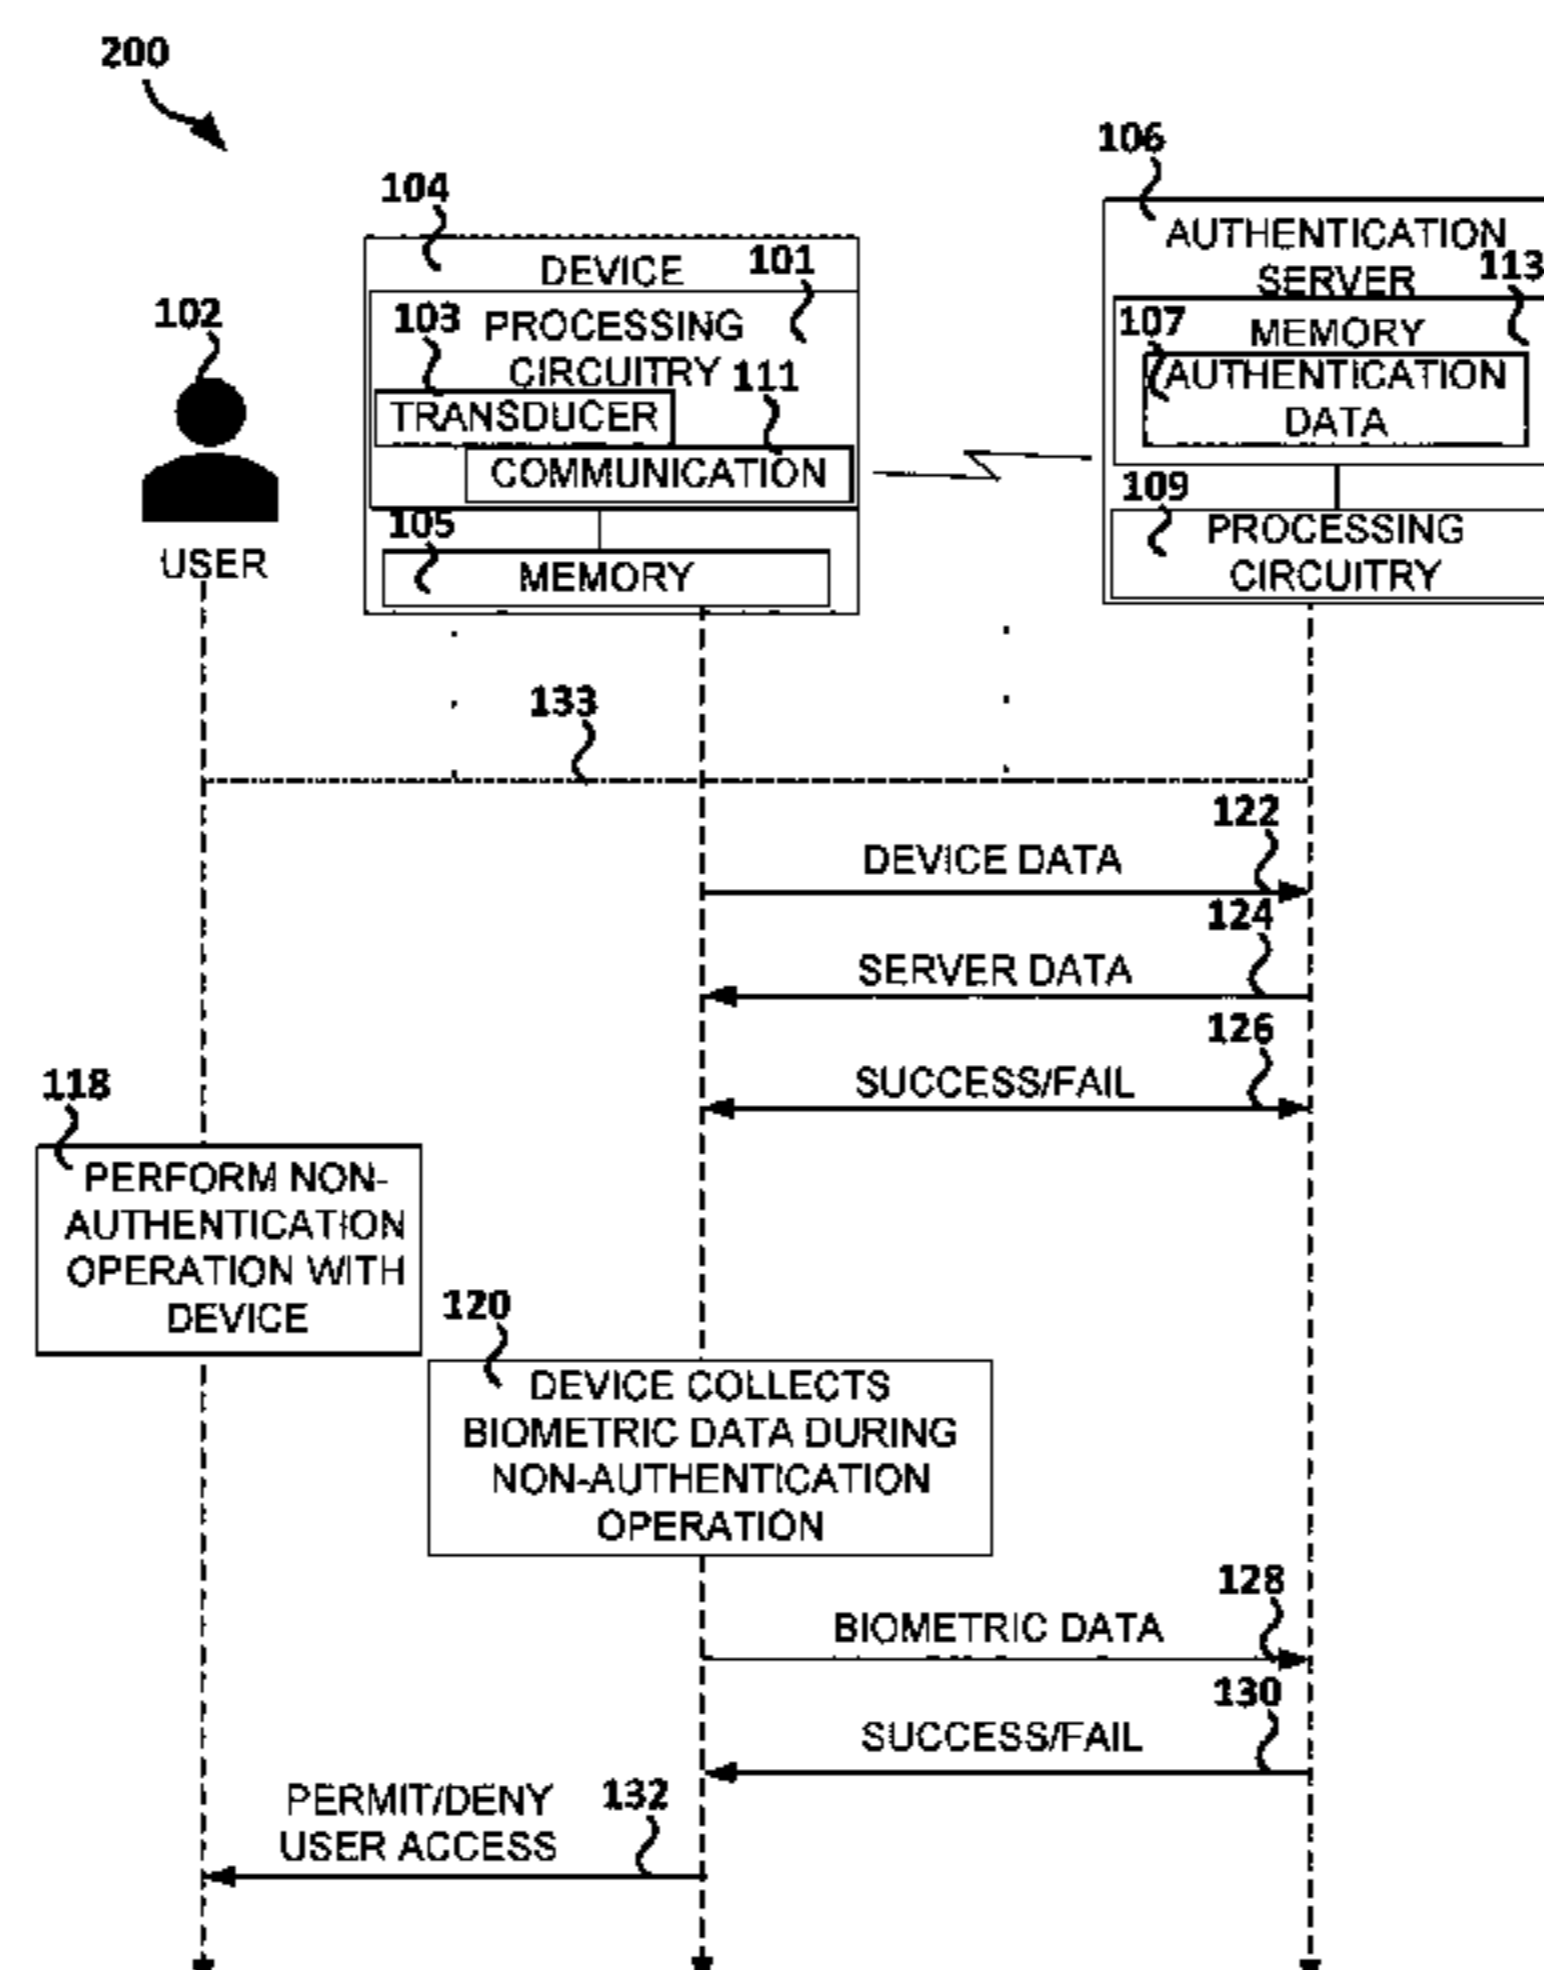 200
106
104
AUTHENTICATION
SERVER
113
DEVICE
101
102
103
PROCESSING
CIRCUITRY
111
107
MEMORY
AUTHENTICATION
DATA
TRANSDUCER
COMMUNICATION
109
PROCESSING
CIRCUITRY
105
MEMORY
USER
133
122
DEVICE DATA
124
SERVER DATA
126
SUCCESS/FAIL
118
PERFORM NON-
AUTHENTICATION
OPERATION WITH
DEVICE
120
DEVICE COLLECTS
BIOMETRIC DATA DURING
NON-AUTHENTICATION
OPERATION
128
BIOMETRIC DATA
130
SUCCESS/FAIL
PERMIT/DENY
USER ACCESS
132